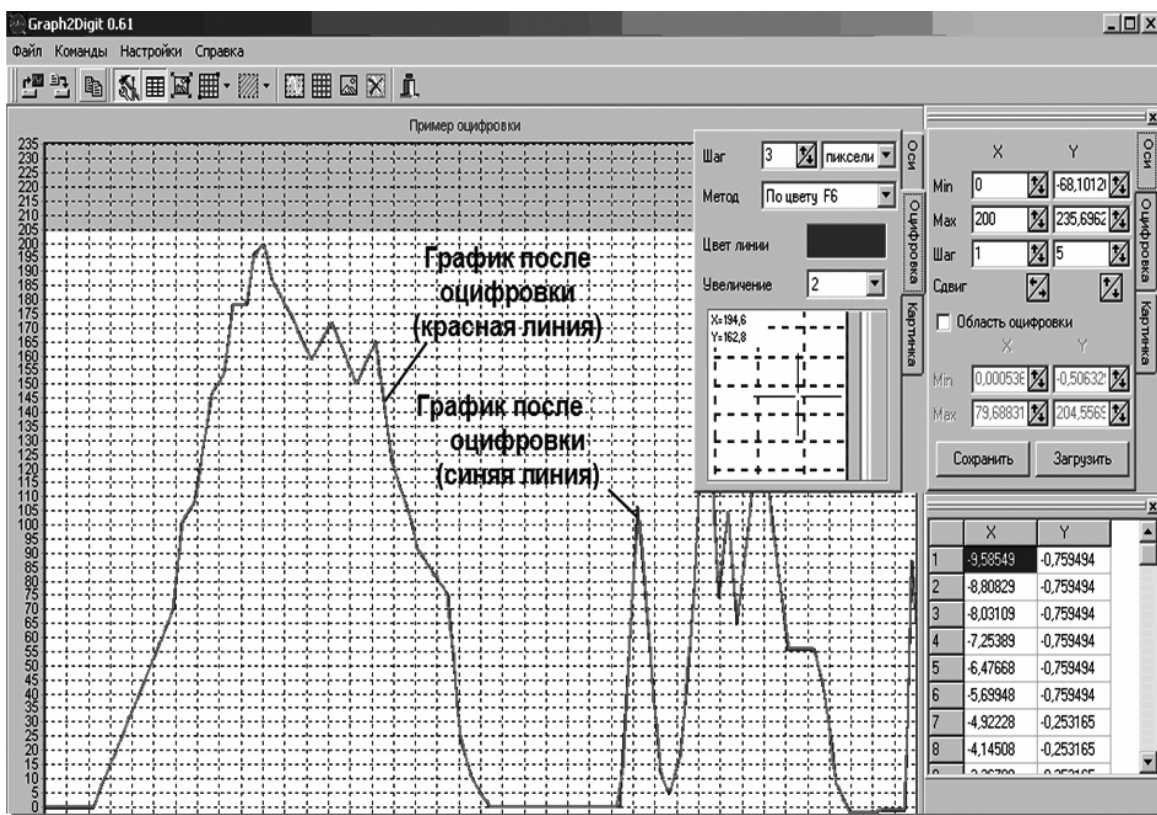 Graph2Digit 0.61
Файл Команды Настройки Справка
Пример оцифровки
235
230
225
220
215
210
205
200
195
190
185
180
175
170
165
160
155
150
145
140
135
130
125
120
115
110
105
100
95
90
85
80
75
70
65
60
55
50
45
40
35
30
25
20
15
10
5
0
График после
оцифровки
(красная линия)
График после
оцифровки
(синяя линия)
Шаг 3 пиксели
Метод По цвету F6
Цвет линии
Увеличение 2
X=194,6
Y=162,8
Оси
Оцифровка
Картинка
X Y
Min 0 -68,1012
Max 200 235,6962
Шаг 1 5
Сдвиг
Область оцифровки
X Y
Min 0,000536 -0,50632
Max 79,68831 204,5569
Сохранить Загрузить
Оси
Оцифровка
Картинка
X Y
1 -9,58549 -0,759494
2 -8,80829 -0,759494
3 -8,03109 -0,759494
4 -7,25389 -0,759494
5 -6,47668 -0,759494
6 -5,69948 -0,759494
7 -4,92228 -0,253165
8 -4,14508 -0,253165